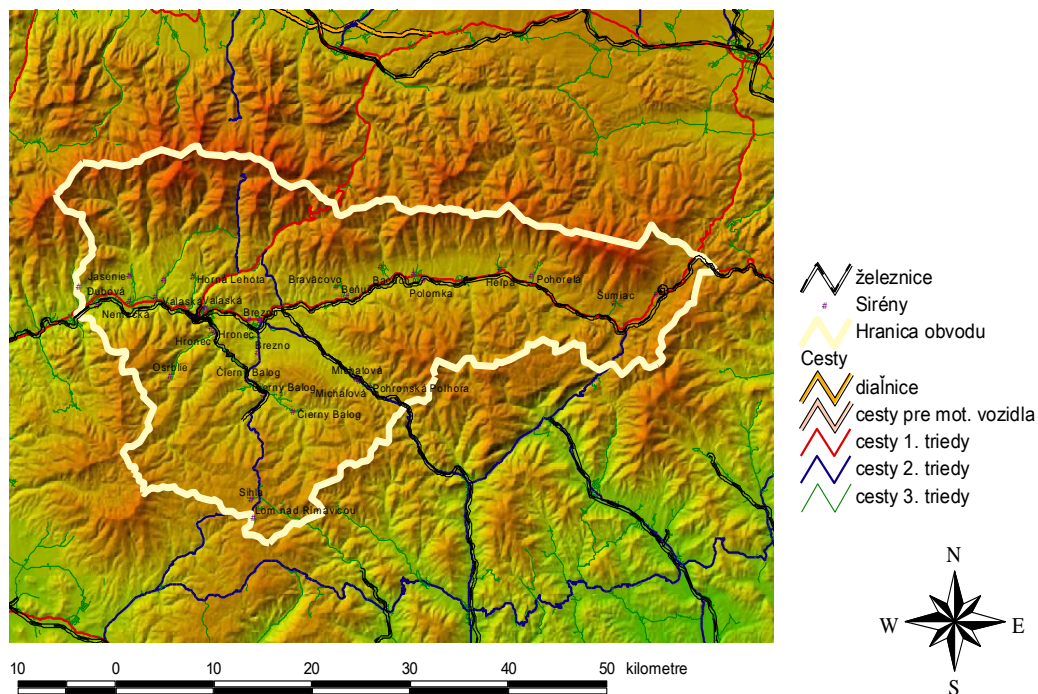 Jasenie
Dubová
Nemecká
Valaská
Horná Lehota
Valaská
Hronec
Hronec
Osrblie
Brezno
Brezno
Braväcovo
Beňuš
Polomka
Heľpa
Pohorelá
Šumiac
Čierny Balog
Čierny Balog
Čierny Balog
Michalová
Michalová
Pohronská Polhora
Sihla
Lom nad Rimavicou
železnice
Sirény
Hranica obvodu
Cesty
diaľnice
cesty pre mot. vozidla
cesty 1. triedy
cesty 2. triedy
cesty 3. triedy
N
W
E
S
10 0 10 20 30 40 50 kilometre